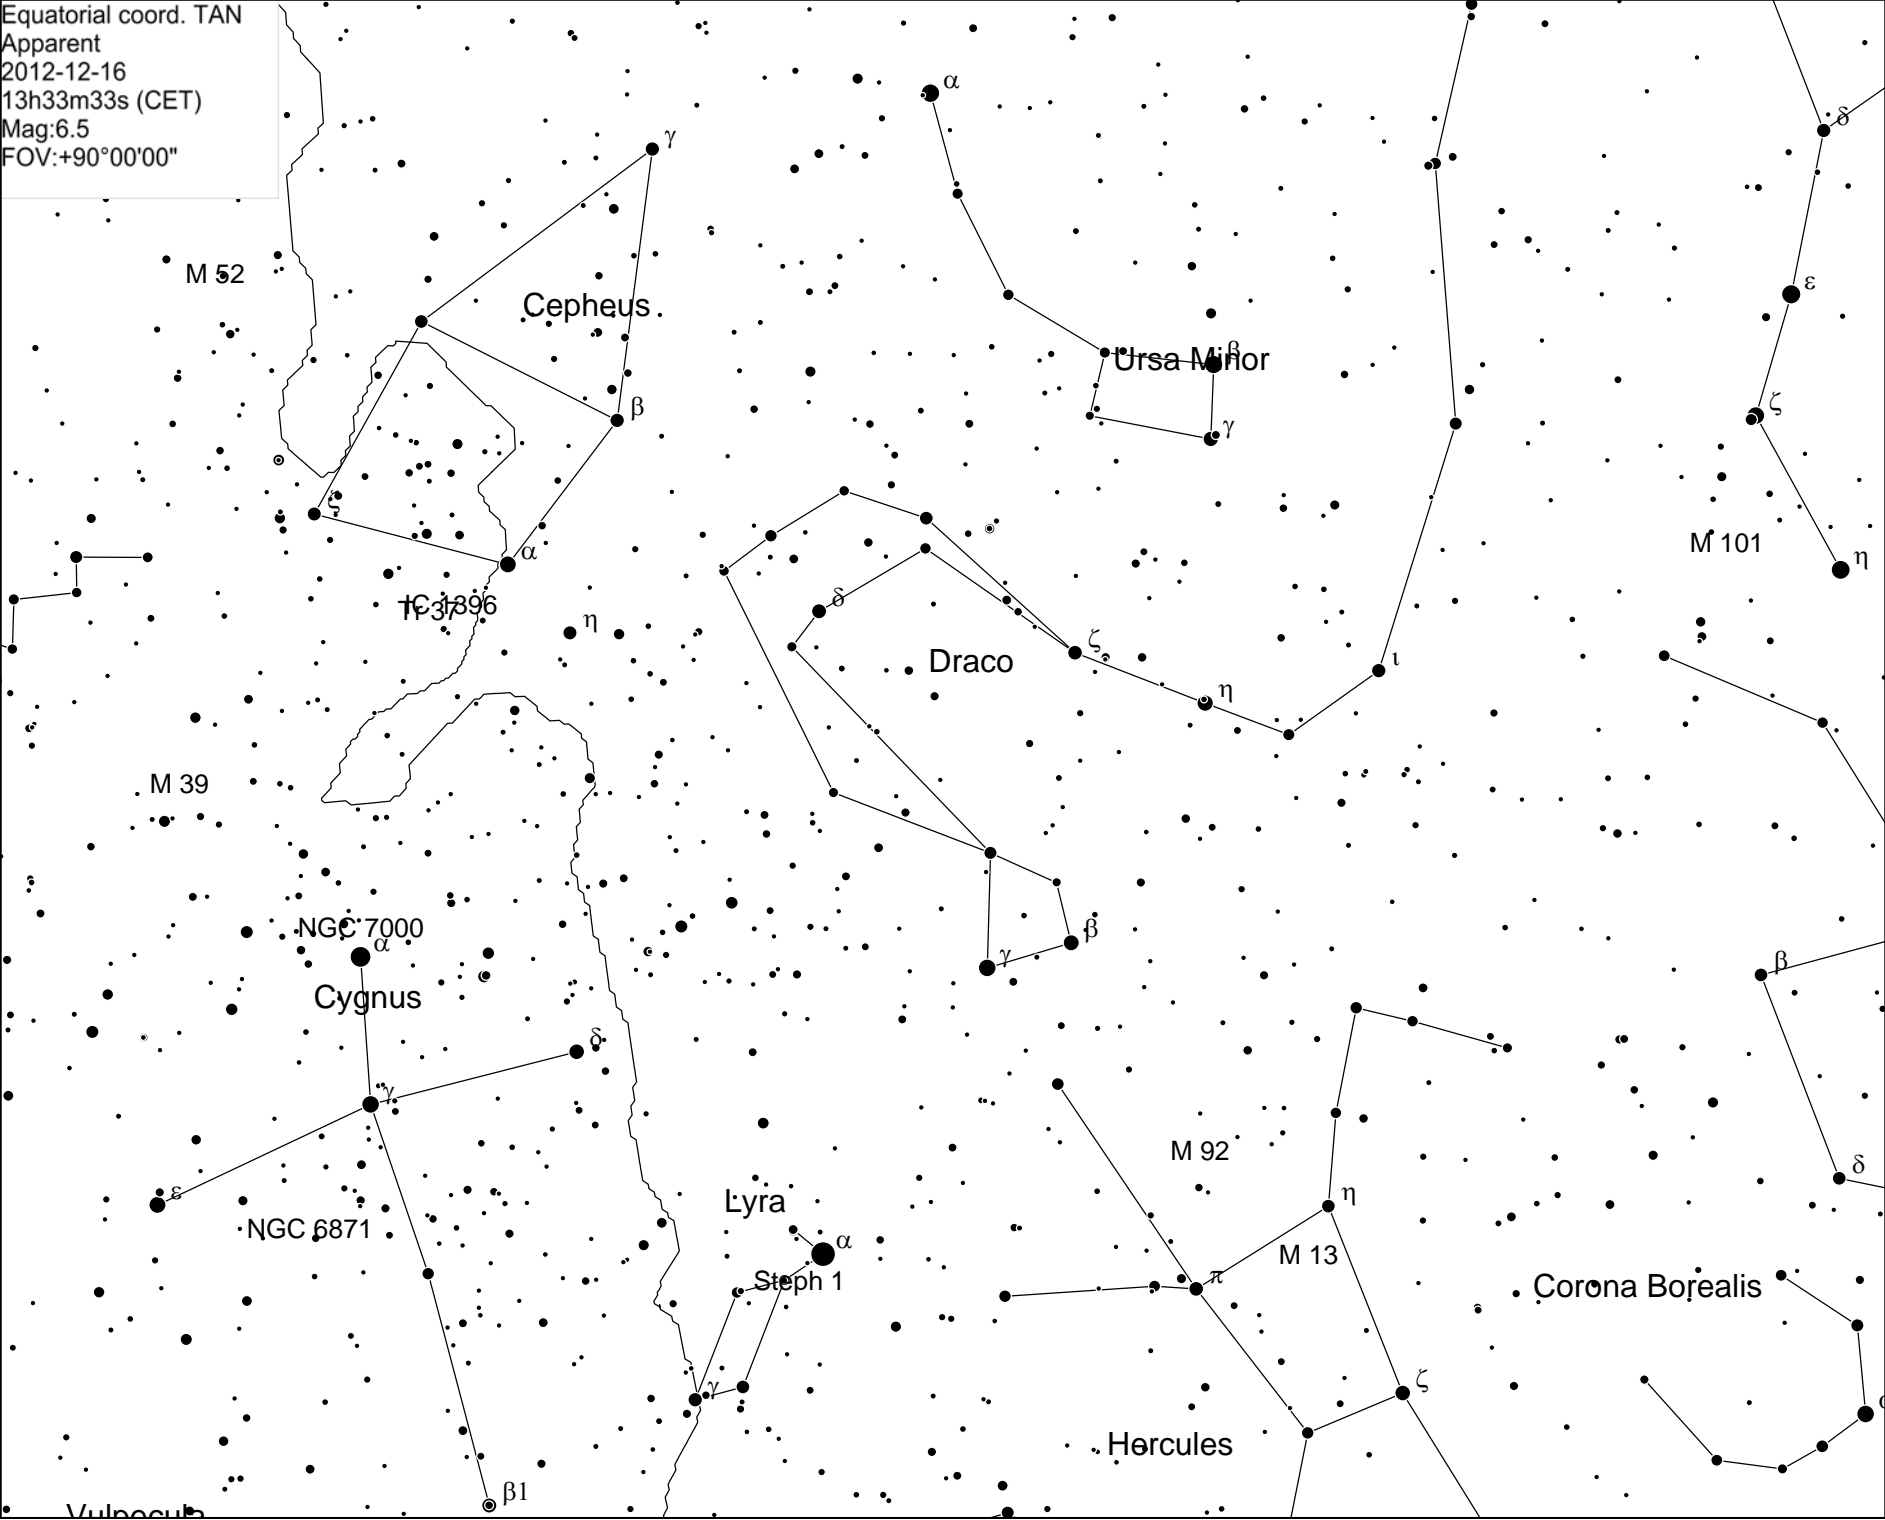 Equatorial coord. TAN
Apparent
2012-12-16
13h33m33s (CET)
Mag:6.5
FOV:+90°00'00"
α
γ
δ
M 52
ε
Cepheus
Ursa Minor
β
β
ζ
γ
ζ
M 101
α
η
IC 1396
Tr 37
δ
η
Draco
ζ
ι
η
M 39
NGC 7000
α
β
γ
β
Cygnus
δ
γ
M 92
δ
ε
Lyra
η
NGC 6871
α
M 13
Steph 1
π
Corona Borealis
γ
ζ
Hercules
β1
Vulpecula